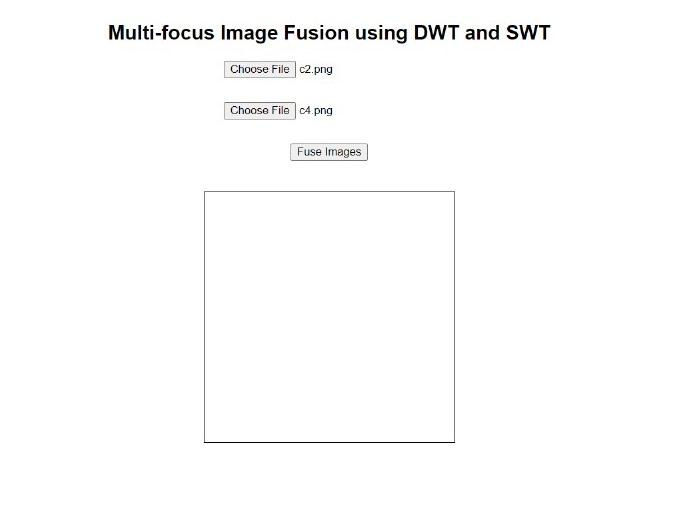 Multi-focus Image Fusion using DWT and SWT
Choose File c2.png
Choose File c4.png
Fuse Images